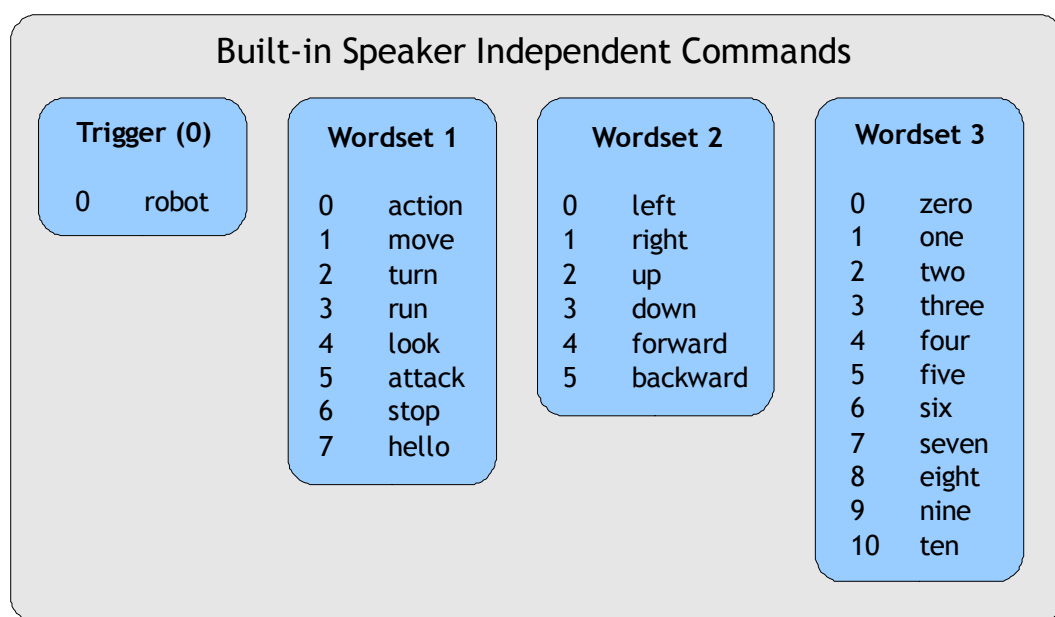 Built-in Speaker Independent Commands
Trigger (0)
0 robot
Wordset 1
0 action
1 move
2 turn
3 run
4 look
5 attack
6 stop
7 hello
Wordset 2
0 left
1 right
2 up
3 down
4 forward
5 backward
Wordset 3
0 zero
1 one
2 two
3 three
4 four
5 five
6 six
7 seven
8 eight
9 nine
10 ten